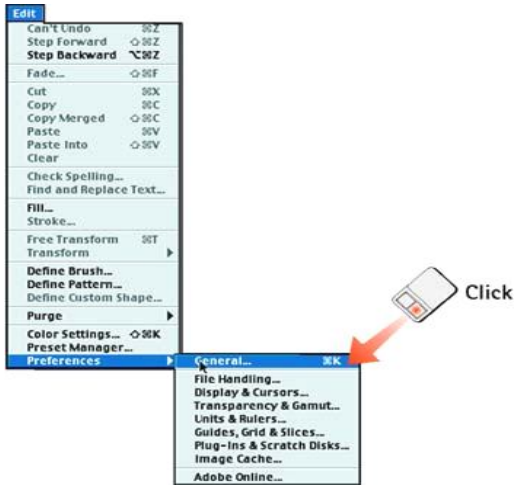 Edit
Can't Undo ⌘Z
Step Forward ⇧⌘Z
Step Backward ⌥⌘Z
Fade... ⇧⌘F
Cut ⌘X
Copy ⌘C
Copy Merged ⇧⌘C
Paste ⌘V
Paste Into ⇧⌘V
Clear
Check Spelling...
Find and Replace Text...
Fill...
Stroke...
Free Transform ⌘T
Transform
Define Brush...
Define Pattern...
Define Custom Shape...
Purge
Color Settings... ⇧⌘K
Preset Manager...
Preferences
General... ⌘K
File Handling...
Display & Cursors...
Transparency & Gamut...
Units & Rulers...
Guides, Grid & Slices...
Plug-Ins & Scratch Disks...
Image Cache...
Adobe Online...
Click